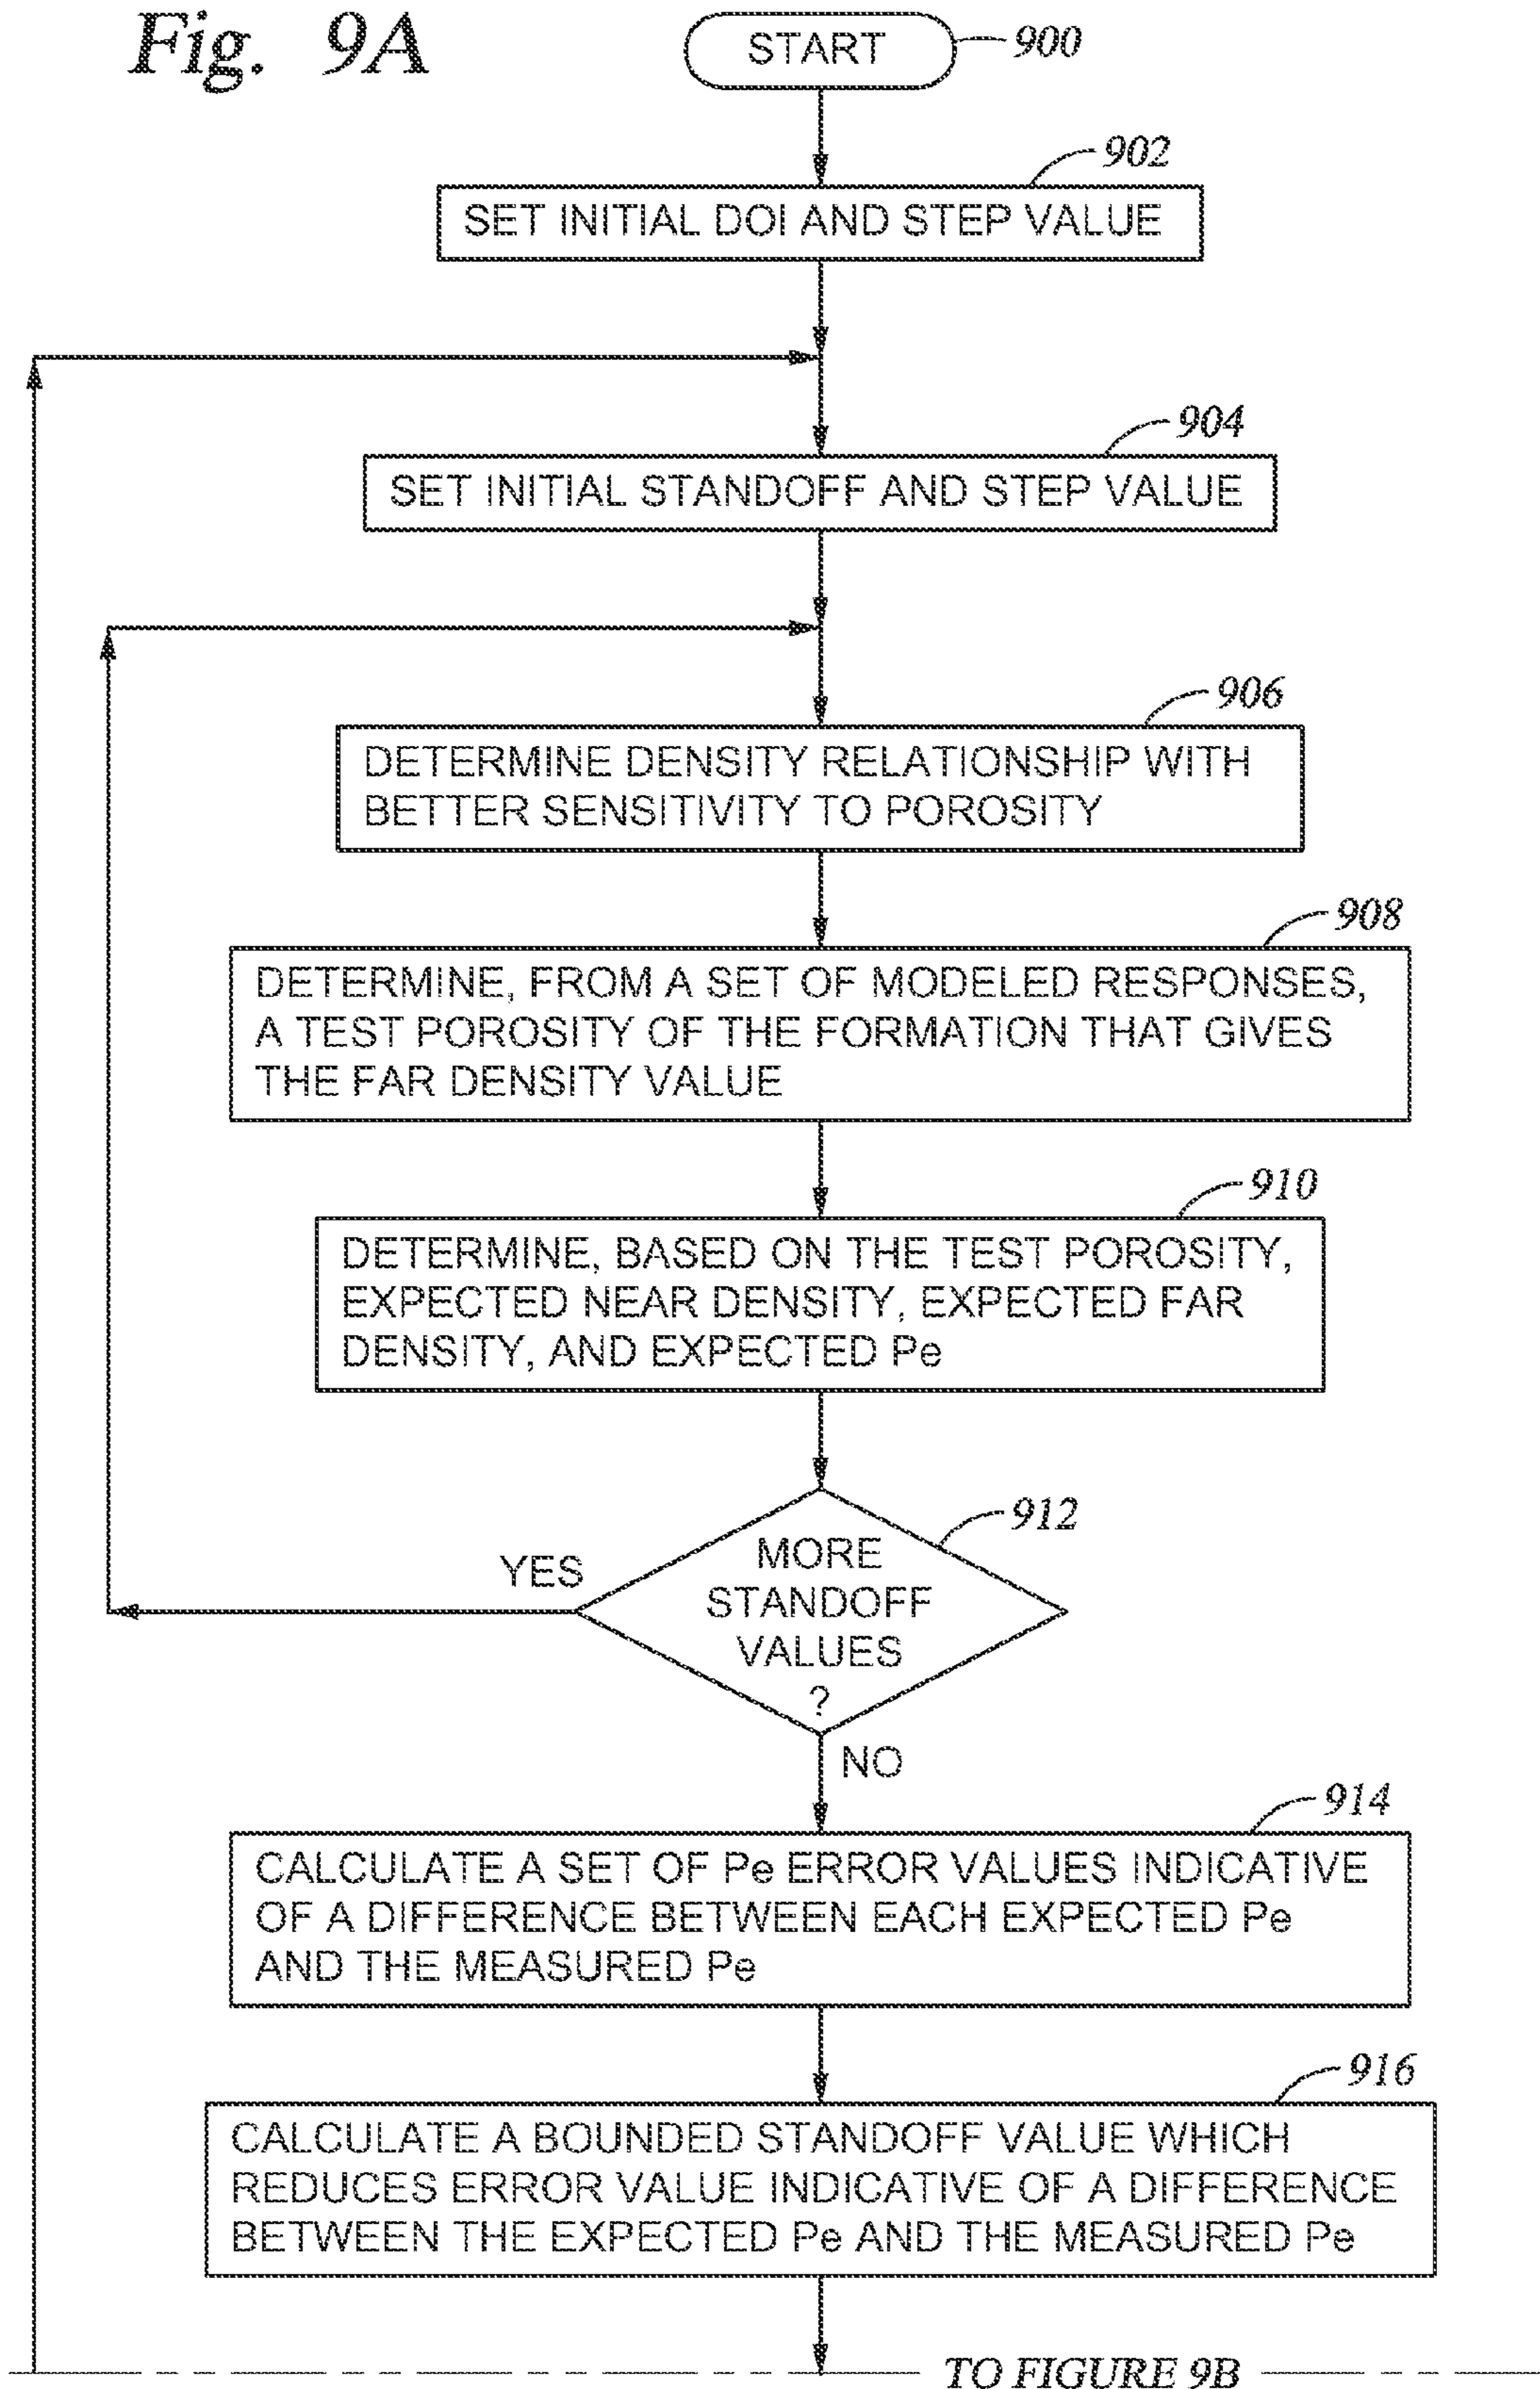 Fig. 9A
START
900
902
SET INITIAL DOI AND STEP VALUE
904
SET INITIAL STANDOFF AND STEP VALUE
906
DETERMINE DENSITY RELATIONSHIP WITH
BETTER SENSITIVITY TO POROSITY
908
DETERMINE, FROM A SET OF MODELED RESPONSES,
A TEST POROSITY OF THE FORMATION THAT GIVES
THE FAR DENSITY VALUE
910
DETERMINE, BASED ON THE TEST POROSITY,
EXPECTED NEAR DENSITY, EXPECTED FAR
DENSITY, AND EXPECTED Pe
912
MORE
STANDOFF
VALUES
?
YES
NO
914
CALCULATE A SET OF Pe ERROR VALUES INDICATIVE
OF A DIFFERENCE BETWEEN EACH EXPECTED Pe
AND THE MEASURED Pe
916
CALCULATE A BOUNDED STANDOFF VALUE WHICH
REDUCES ERROR VALUE INDICATIVE OF A DIFFERENCE
BETWEEN THE EXPECTED Pe AND THE MEASURED Pe
TO FIGURE 9B